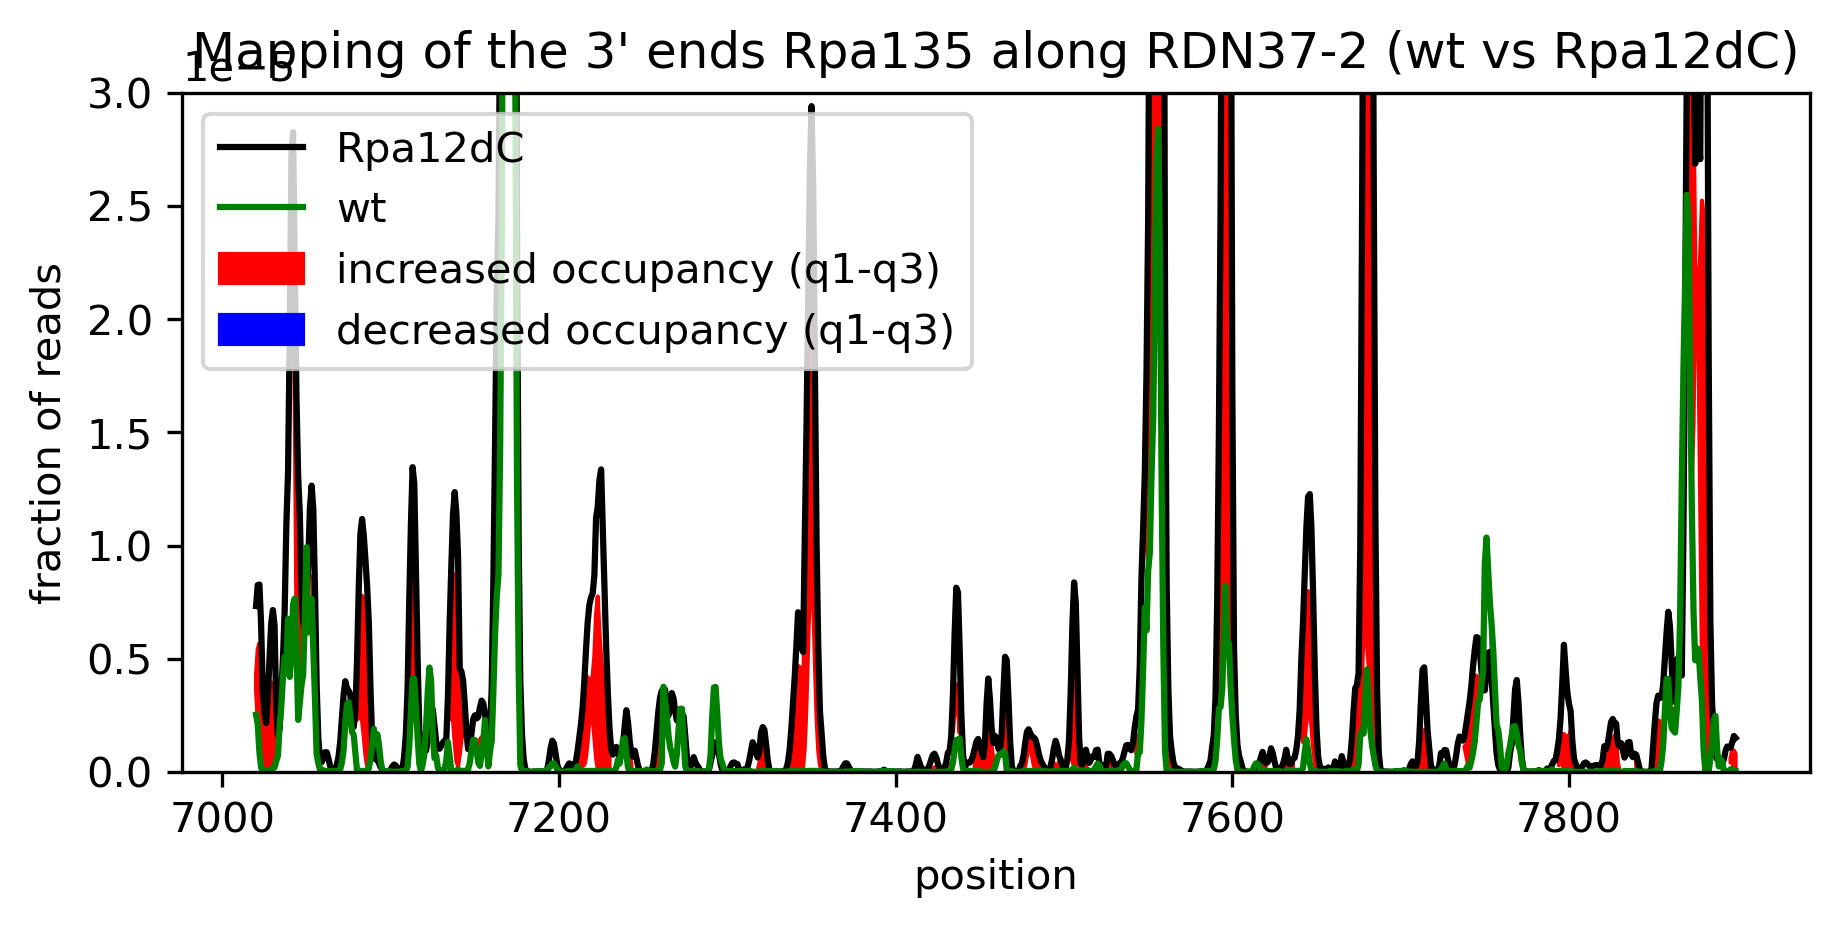 Mapping of the 3' ends Rpa135 along RDN37-2 (wt vs Rpa12dC)
3.0
2.5
2.0
1.5
1.0
0.5
0.0
fraction of reads
Rpa12dC
wt
increased occupancy (q1-q3)
decreased occupancy (q1-q3)
7000 7200 7400 7600 7800
position